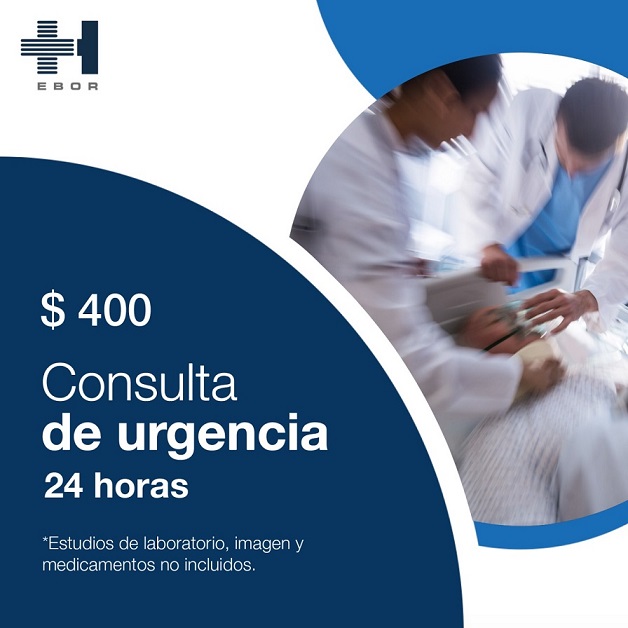 EBOR
$ 400
Consulta
de urgencia
24 horas
*Estudios de laboratorio, imagen y
medicamentos no incluidos.